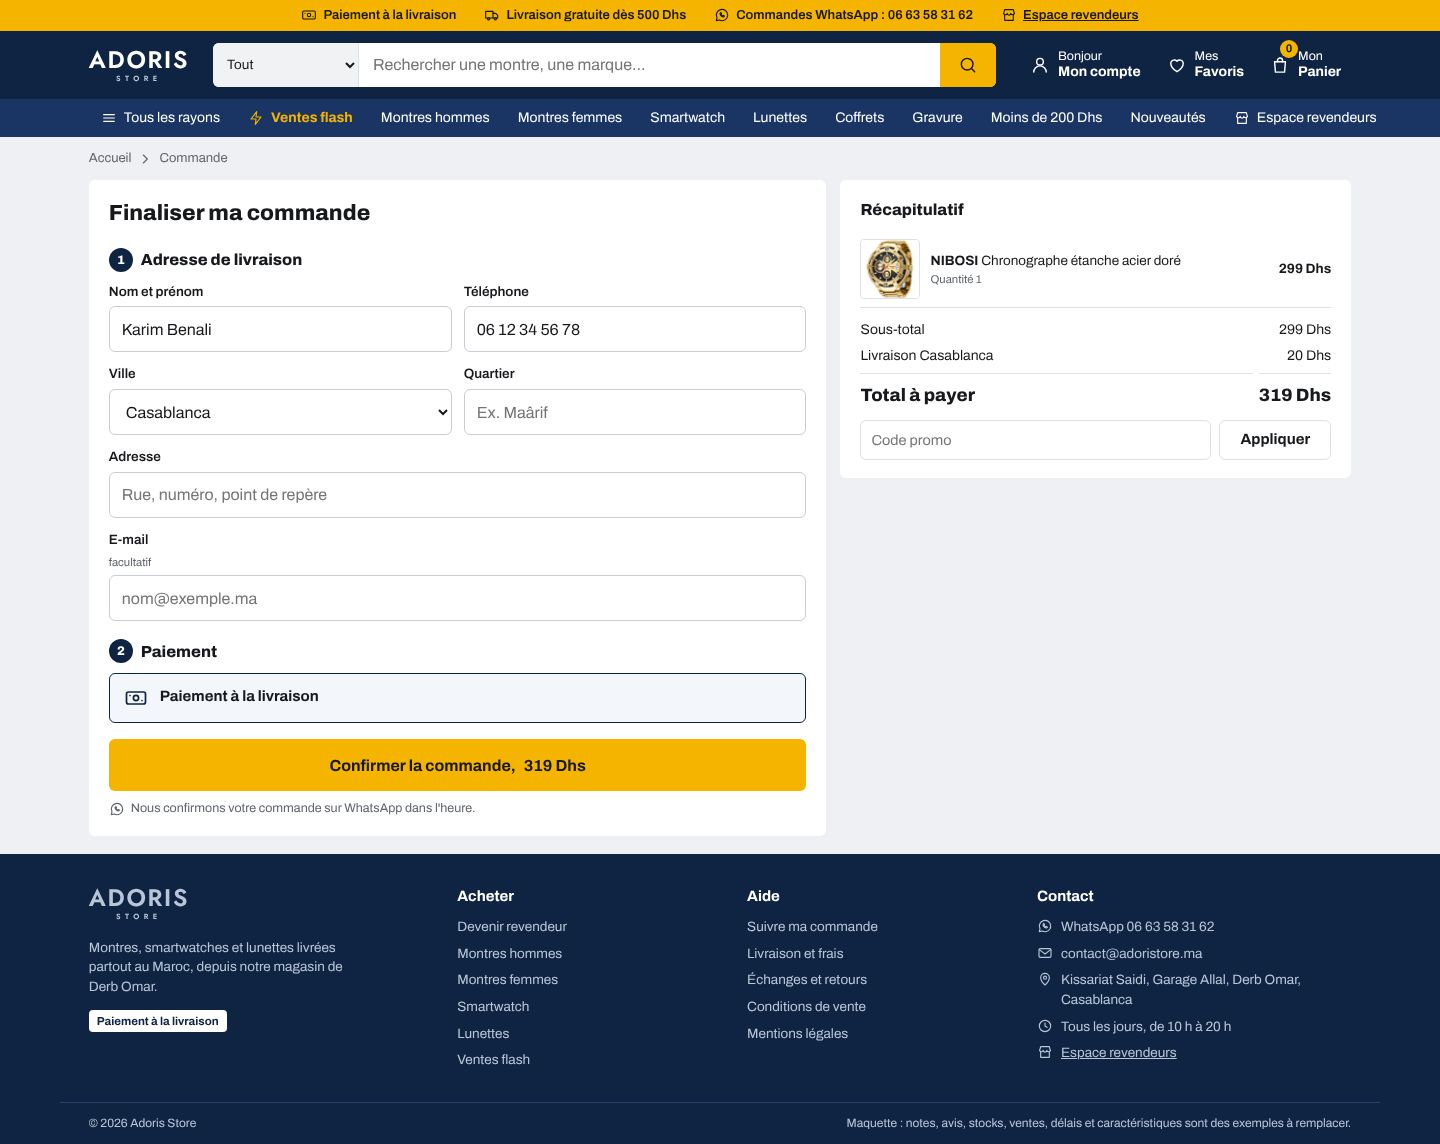 Paiement à la livraison
Livraison gratuite dès 500 Dhs
Commandes WhatsApp : 06 63 58 31 62
Espace revendeurs
ADORIS
STORE
Tout
Rechercher une montre, une marque...
Bonjour
Mon compte
Mes
Favoris
0
Mon
Panier
Tous les rayons
Ventes flash
Montres hommes
Montres femmes
Smartwatch
Lunettes
Coffrets
Gravure
Moins de 200 Dhs
Nouveautés
Espace revendeurs
Accueil > Commande
Finaliser ma commande
1 Adresse de livraison
Nom et prénom
Karim Benali
Téléphone
06 12 34 56 78
Ville
Casablanca
Quartier
Ex. Maârif
Adresse
Rue, numéro, point de repère
E-mail
facultatif
nom@exemple.ma
2 Paiement
Paiement à la livraison
Confirmer la commande, 319 Dhs
Nous confirmons votre commande sur WhatsApp dans l'heure.
Récapitulatif
NIBOSI Chronographe étanche acier doré
Quantité 1
299 Dhs
Sous-total 299 Dhs
Livraison Casablanca 20 Dhs
Total à payer 319 Dhs
Code promo
Appliquer
ADORIS
STORE
Montres, smartwatches et lunettes livrées
partout au Maroc, depuis notre magasin de
Derb Omar.
Paiement à la livraison
Acheter
Devenir revendeur
Montres hommes
Montres femmes
Smartwatch
Lunettes
Ventes flash
Aide
Suivre ma commande
Livraison et frais
Échanges et retours
Conditions de vente
Mentions légales
Contact
WhatsApp 06 63 58 31 62
contact@adoristore.ma
Kissariat Saidi, Garage Allal, Derb Omar,
Casablanca
Tous les jours, de 10 h à 20 h
Espace revendeurs
© 2026 Adoris Store
Maquette : notes, avis, stocks, ventes, délais et caractéristiques sont des exemples à remplacer.